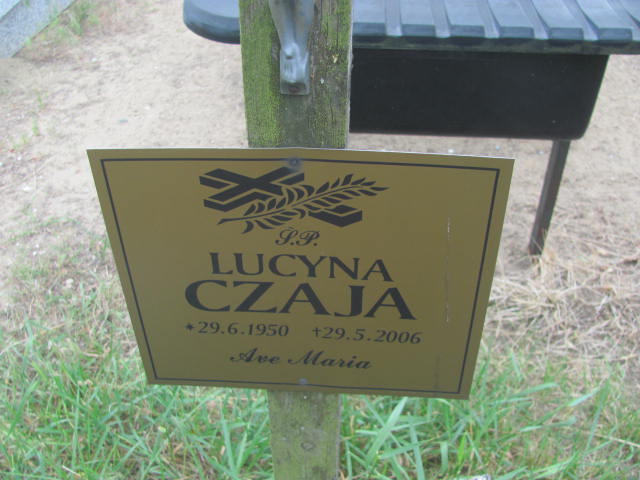 Ś.P.
LUCYNA
CZAJA
*29.6.1950 †29.5.2006
Ave Maria